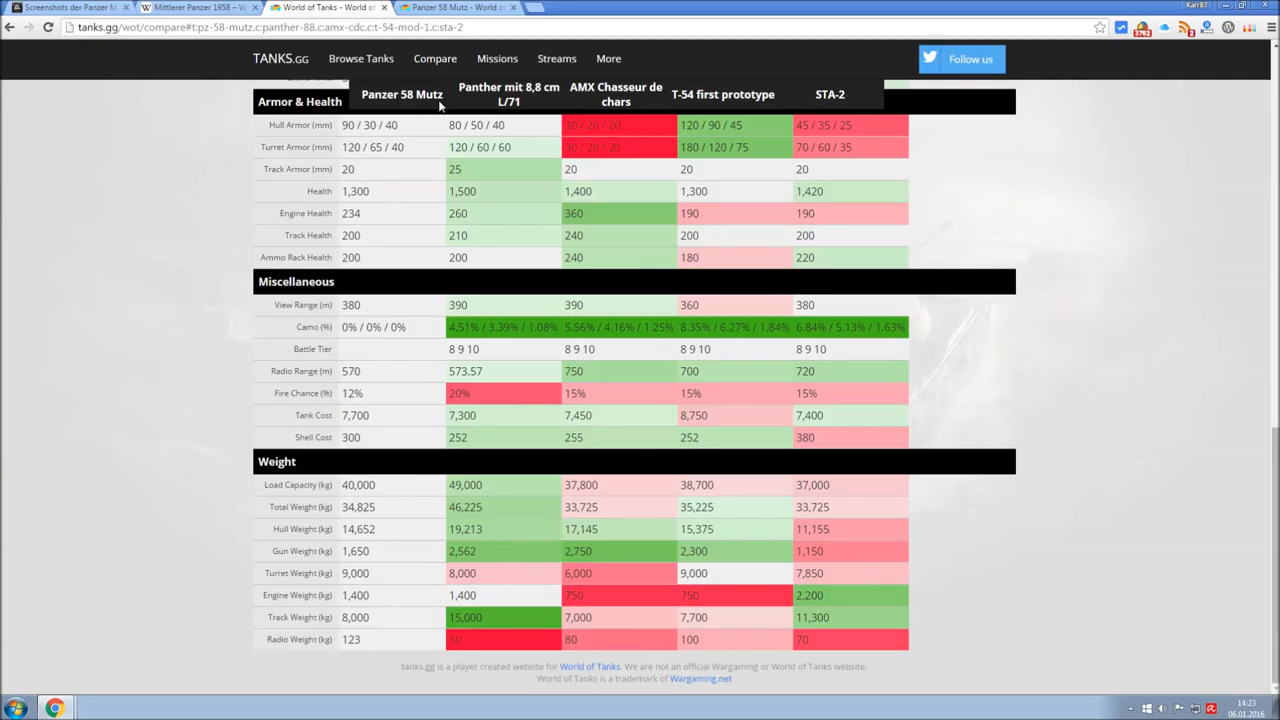 Screenshots der Panzer M
Mittlerer Panzer 1958 – W
World of Tanks - World o
Panzer 58 Mutz - World o
Karr87
tanks.gg/wot/compare#t:pz-58-mutz.c:panther-88.c:amx-cdc.c:t-54-mod-1.c:sta-2
3792
2
TANKS.GG Browse Tanks Compare Missions Streams More Follow us
Armor & Health Panzer 58 Mutz Panther mit 8,8 cm L/71 AMX Chasseur de chars T-54 first prototype STA-2
Hull Armor (mm) 90 / 30 / 40 80 / 50 / 40 30 / 20 / 20 120 / 90 / 45 45 / 35 / 25
Turret Armor (mm) 120 / 65 / 40 120 / 60 / 60 30 / 20 / 20 180 / 120 / 75 70 / 60 / 35
Track Armor (mm) 20 25 20 20 20
Health 1,300 1,500 1,400 1,300 1,420
Engine Health 234 260 360 190 190
Track Health 200 210 240 200 200
Ammo Rack Health 200 200 240 180 220
Miscellaneous
View Range (m) 380 390 390 360 380
Camo (%) 0% / 0% / 0% 4.51% / 3.39% / 1.08% 5.56% / 4.16% / 1.25% 8.35% / 6.27% / 1.84% 6.84% / 5.13% / 1.63%
Battle Tier 8 9 10 8 9 10 8 9 10 8 9 10
Radio Range (m) 570 573.57 750 700 720
Fire Chance (%) 12% 20% 15% 15% 15%
Tank Cost 7,700 7,300 7,450 8,750 7,400
Shell Cost 300 252 255 252 380
Weight
Load Capacity (kg) 40,000 49,000 37,800 38,700 37,000
Total Weight (kg) 34,825 46,225 33,725 35,225 33,725
Hull Weight (kg) 14,652 19,213 17,145 15,375 11,155
Gun Weight (kg) 1,650 2,562 2,750 2,300 1,150
Turret Weight (kg) 9,000 8,000 6,000 9,000 7,850
Engine Weight (kg) 1,400 1,400 750 750 2,200
Track Weight (kg) 8,000 15,000 7,000 7,700 11,300
Radio Weight (kg) 123 50 80 100 70
tanks.gg is a player created website for World of Tanks. We are not an official Wargaming or World of Tanks website.
World of Tanks is a trademark of Wargaming.net
14:23
06.01.2016